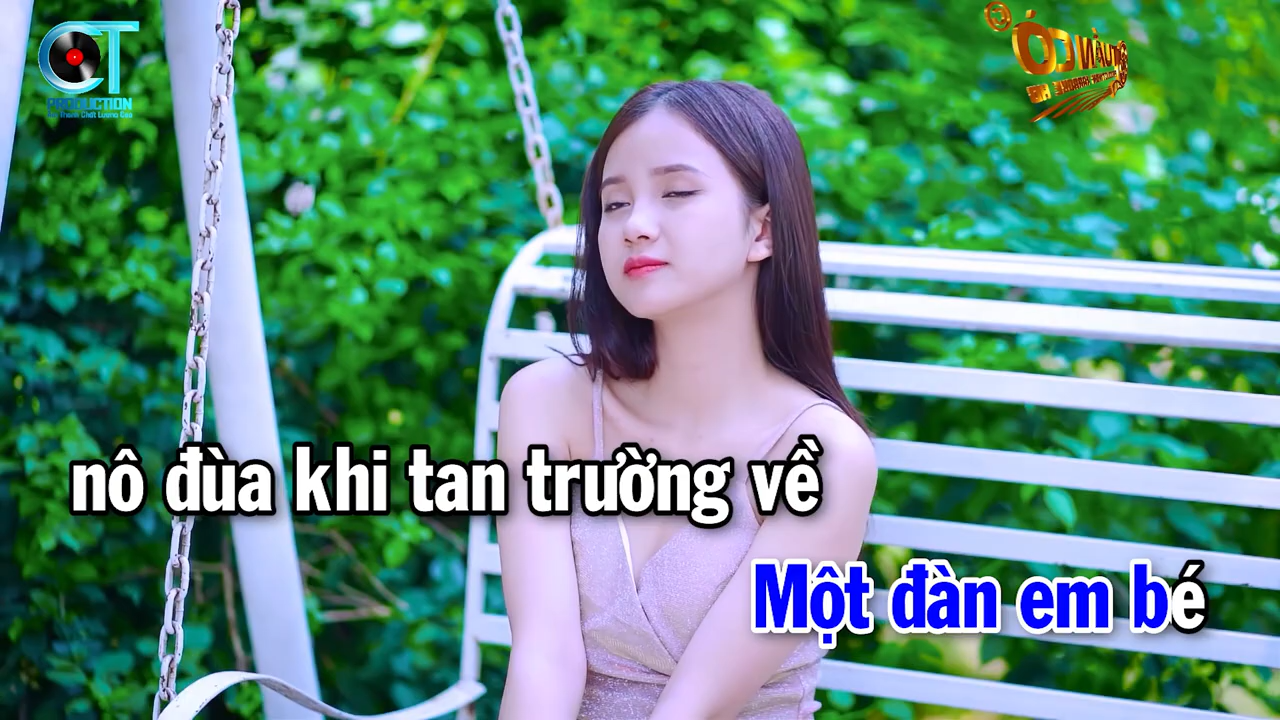 CT
PRODUCTION
nô đùa khi tan trường về
Một đàn em bé